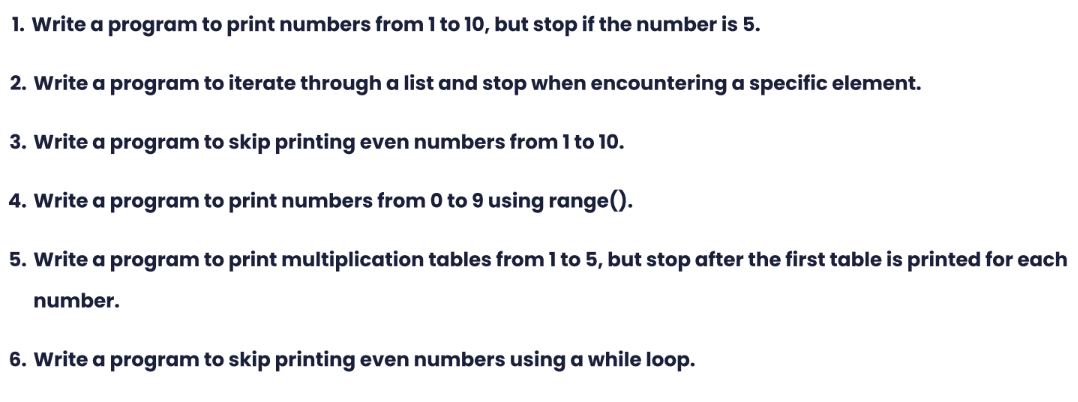 1. Write a program to print numbers from 1 to 10, but stop if the number is 5.
2. Write a program to iterate through a list and stop when encountering a specific element.
3. Write a program to skip printing even numbers from 1 to 10.
4. Write a program to print numbers from 0 to 9 using range().
5. Write a program to print multiplication tables from 1 to 5, but stop after the first table is printed for each
number.
6. Write a program to skip printing even numbers using a while loop.